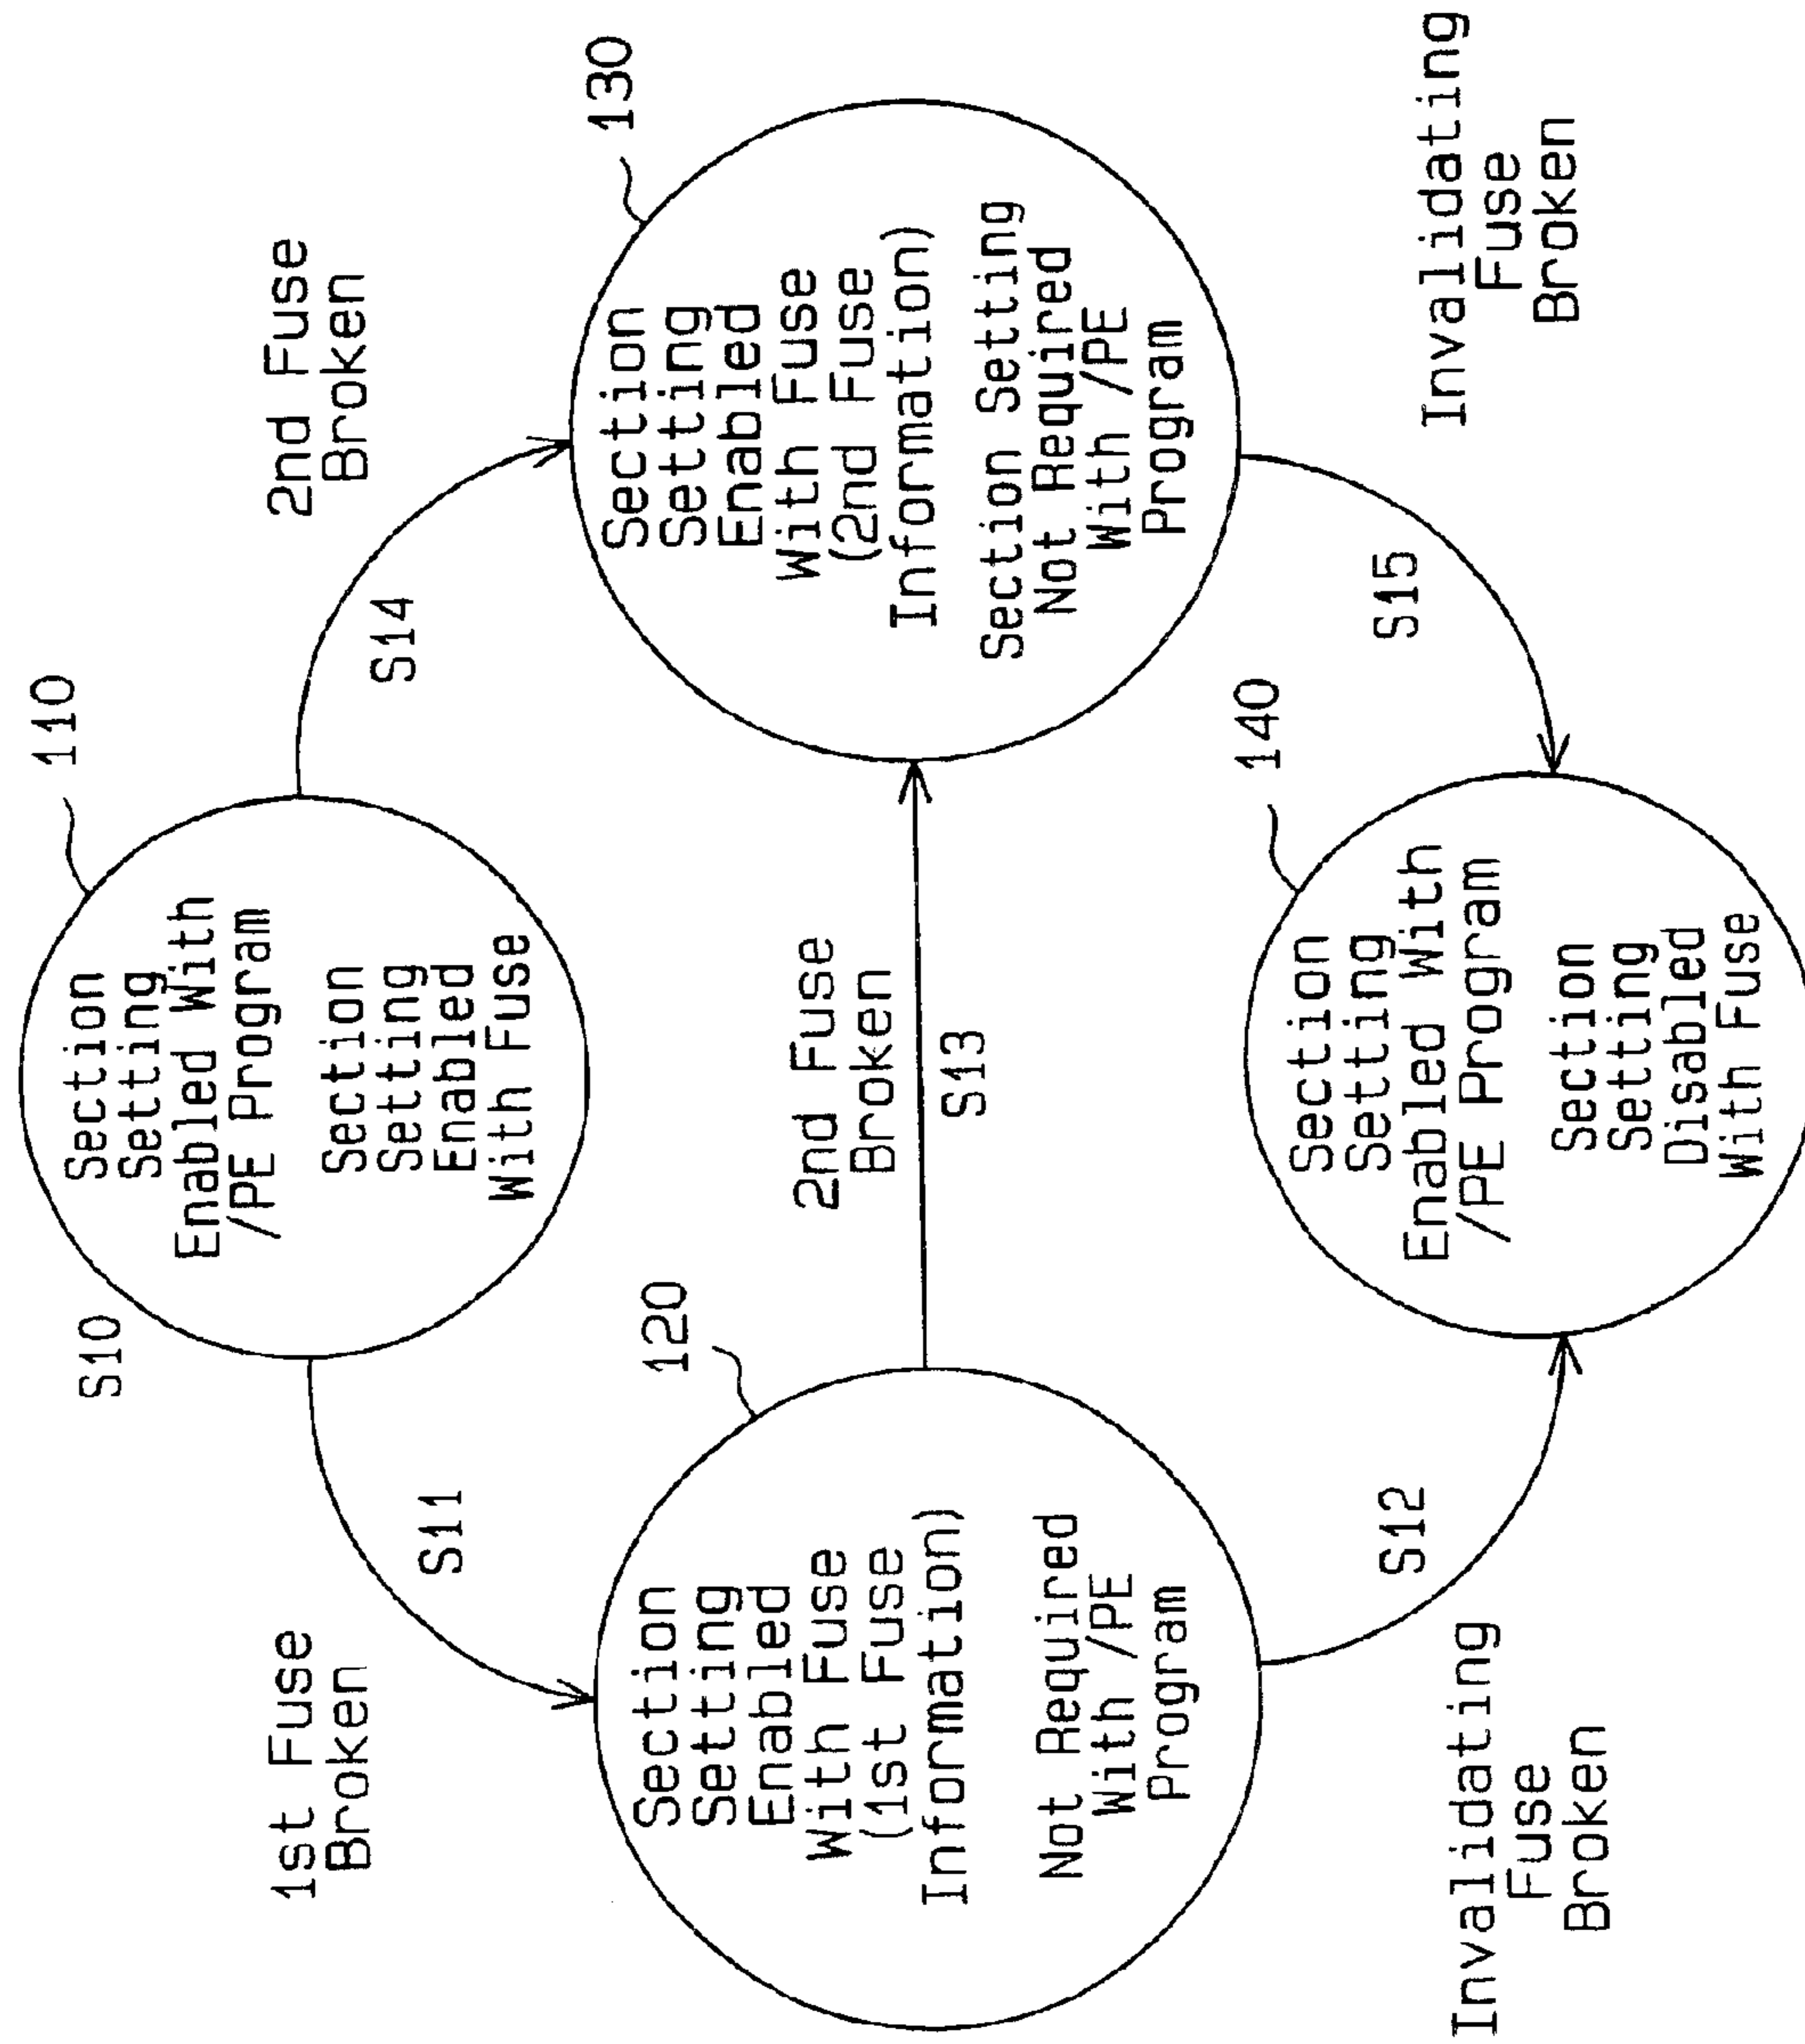 S10
110
Section
Setting
Enabled With
/PE Program
Section
Setting
Enabled
With Fuse
1st Fuse
Broken
S11
2nd Fuse
Broken
S14
120
Section
Setting
Enabled
With Fuse
(1st Fuse
Information)
Not Required
With /PE
Program
2nd Fuse
Broken
S13
130
Section
Setting
Enabled
With Fuse
(2nd Fuse
Information)
Section Setting
Not Required
With /PE
Program
Invalidating
Fuse
Broken
S12
140
Section
Setting
Enabled With
/PE Program
Section
Setting
Disabled
With Fuse
S15
Invalidating
Fuse
Broken